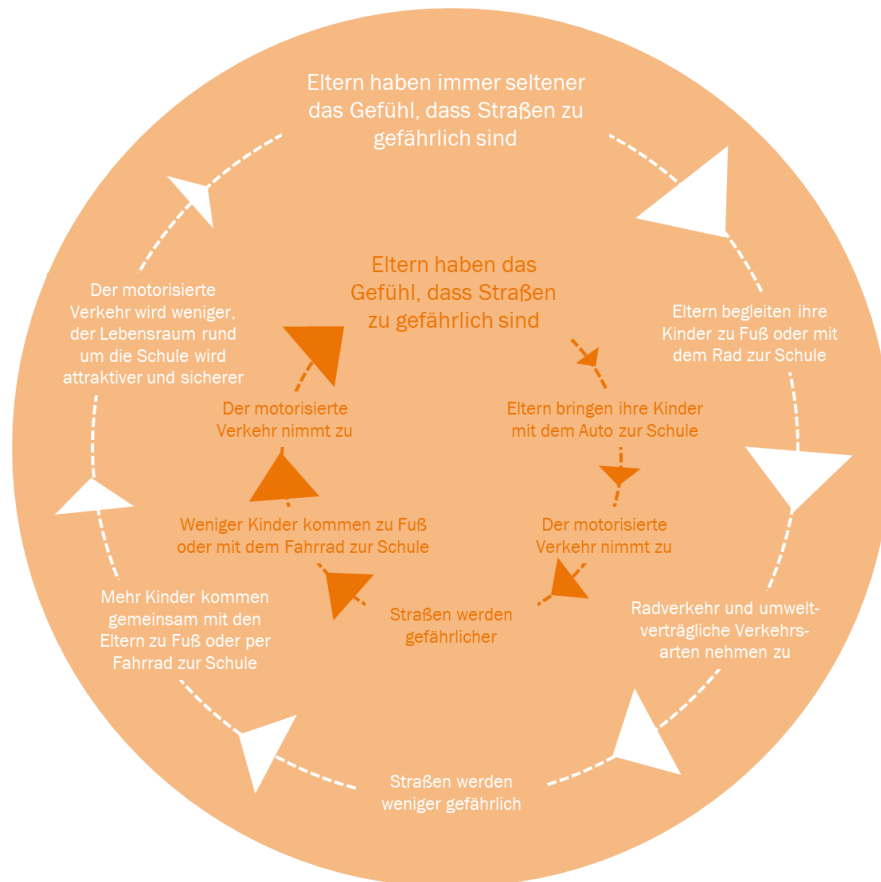 Eltern haben immer seltener
das Gefühl, dass Straßen zu
gefährlich sind
Eltern begleiten ihre
Kinder zu Fuß oder mit
dem Rad zur Schule
Radverkehr und umwelt-
verträgliche Verkehrs-
arten nehmen zu
Straßen werden
weniger gefährlich
Mehr Kinder kommen
gemeinsam mit den
Eltern zu Fuß oder per
Fahrrad zur Schule
Der motorisierte
Verkehr wird weniger,
der Lebensraum rund
um die Schule wird
attraktiver und sicherer
Eltern haben das
Gefühl, dass Straßen
zu gefährlich sind
Eltern bringen ihre Kinder
mit dem Auto zur Schule
Der motorisierte
Verkehr nimmt zu
Straßen werden
gefährlicher
Weniger Kinder kommen zu Fuß
oder mit dem Fahrrad zur Schule
Der motorisierte
Verkehr nimmt zu